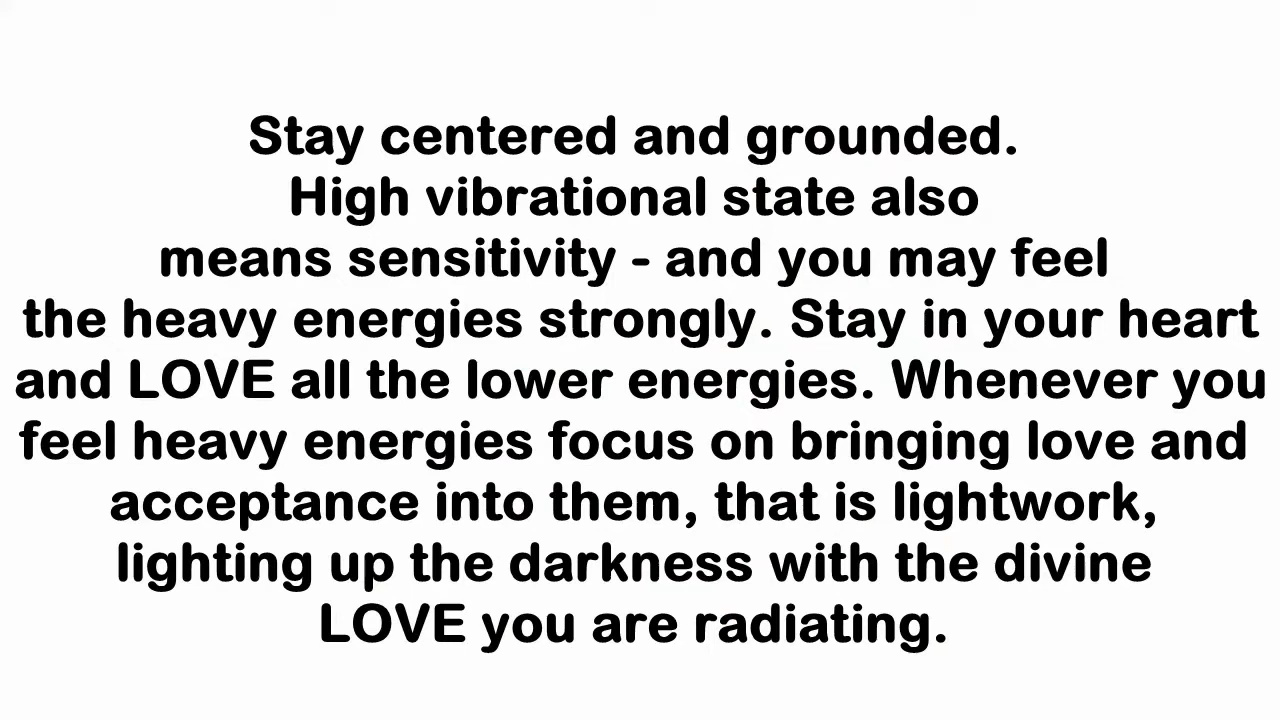 Stay centered and grounded.
High vibrational state also
means sensitivity - and you may feel
the heavy energies strongly. Stay in your heart
and LOVE all the lower energies. Whenever you
feel heavy energies focus on bringing love and
acceptance into them, that is lightwork,
lighting up the darkness with the divine
LOVE you are radiating.